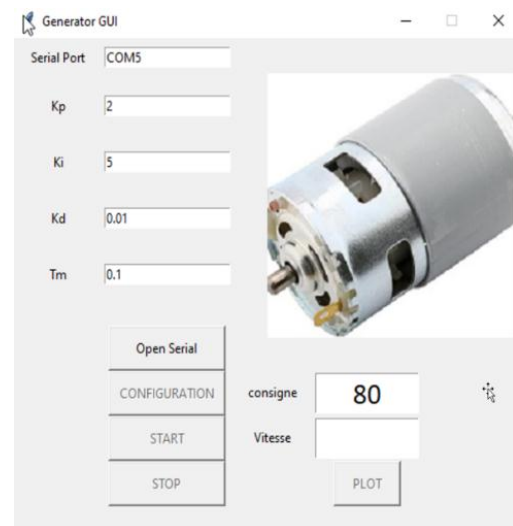 Generator GUI
Serial Port COM5
Kp 2
Ki 5
Kd 0.01
Tm 0.1
Open Serial
CONFIGURATION consigne 80
START Vitesse
STOP PLOT